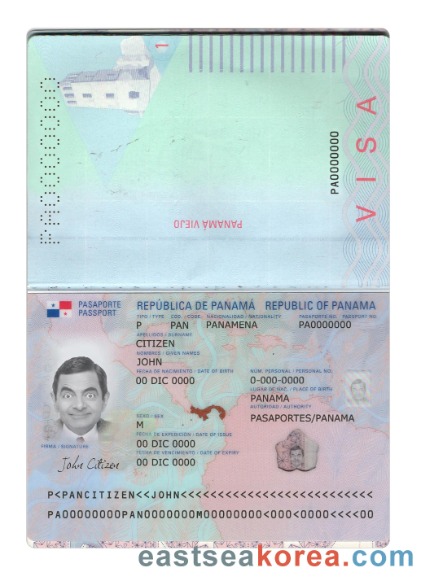 PA0000000
1
PANAMÁ VIEJO
PA0000000
VISA
PASAPORTE
PASSPORT
REPÚBLICA DE PANAMÁ REPUBLIC OF PANAMA
TIPO / TYPE COD / CODE NACIONALIDAD / NACIONALITY PASAPORTE NO. / PASSPORT NO.
P PAN PANAMENA PA0000000
APELLIDOS / SURNAME
CITIZEN
NOMBRES / GIVEN NAMES
JOHN
FECHA DE NACIMIENTO / DATE OF BIRTH NUM. PERSONAL / PERSONAL NO.
00 DIC 0000 0-000-0000
LUGAR DE NAC. / PLACE OF BIRTH
PANAMA
SEXO / SEX AUTORIDAD / AUTHORITY
M PASAPORTES/PANAMA
FECHA DE EXPEDICION / DATE OF ISSUE
00 DIC 0000
FECHA DE VENCIMIENTO / DATE OF EXPIRY
00 DIC 0000
FIRMA / SIGNATURE
John Citizen
P<PANCITIZEN<<JOHN<<<<<<<<<<<<<<<<<<<<<<<<<<
PA00000000PAN0000000M00000000<000<0000<<<<00
eastseakorea.com